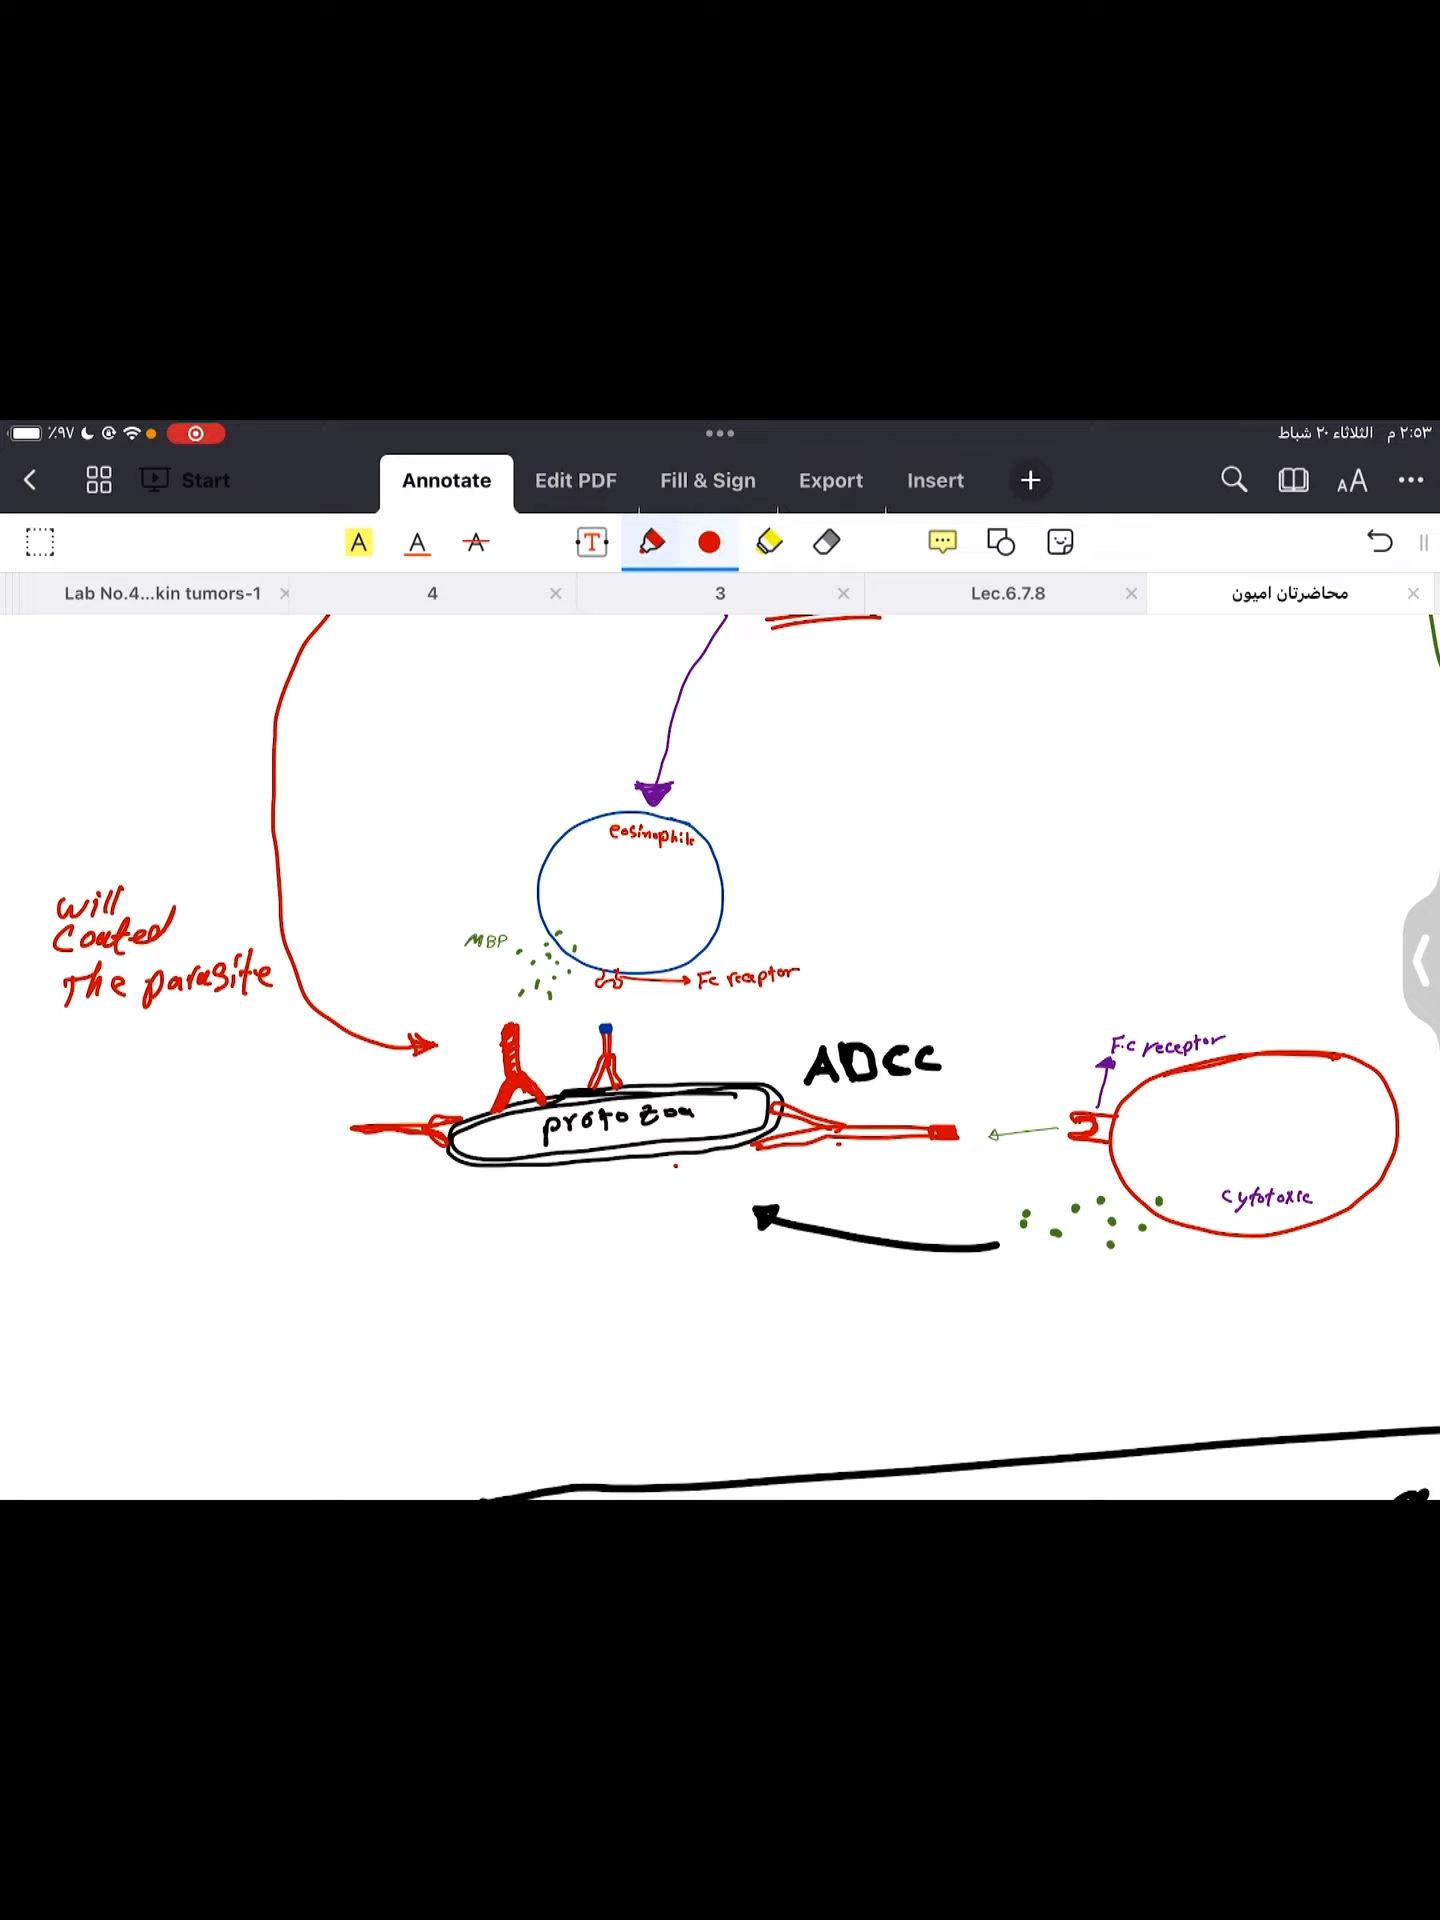 ٪٩٧
٢:٥٣ م الثلاثاء ٢٠ شباط
Start
Annotate
Edit PDF
Fill & Sign
Export
Insert
Lab No.4...kin tumors-1
4
3
Lec.6.7.8
محاضرتان اميون
eosinophile
will
Coated
The parasite
MBP
Fc receptor
ADCC
Fc receptor
protozoa
cytotoxic